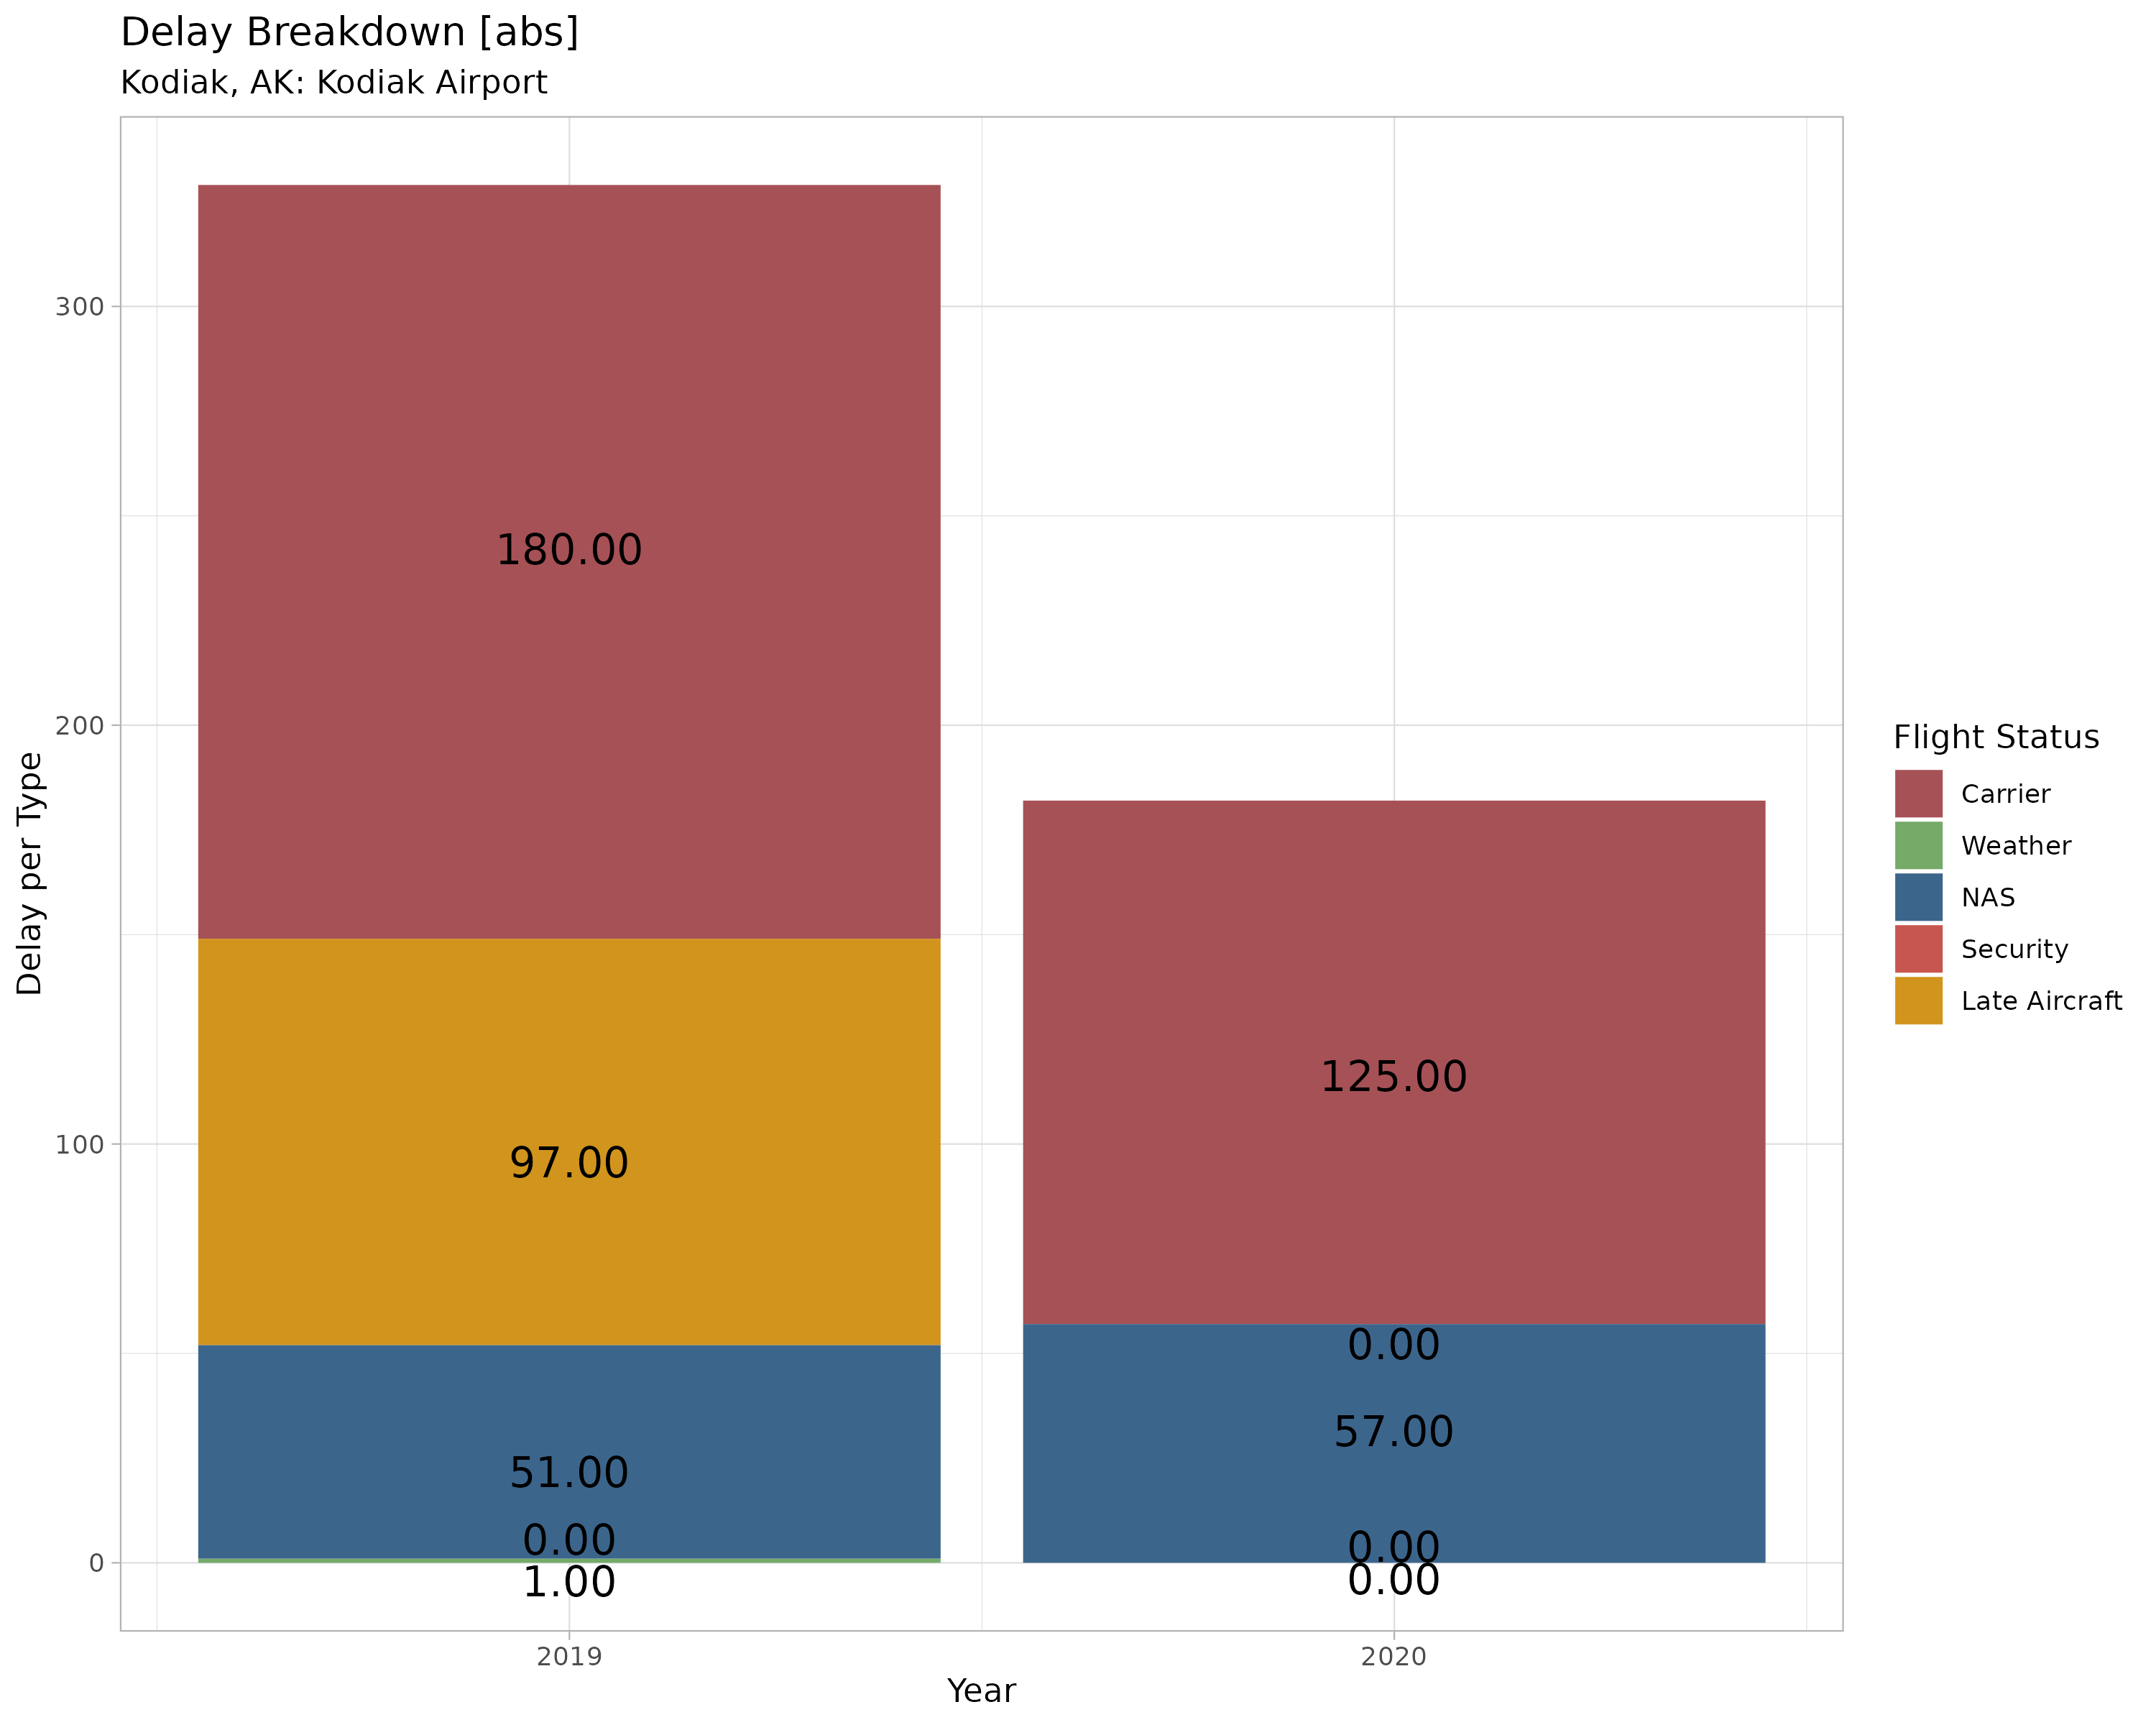 Delay Breakdown [abs]
Kodiak, AK: Kodiak Airport
Delay per Type
300
200
100
0
180.00
97.00
51.00
0.00
1.00
125.00
0.00
57.00
0.00
0.00
2019
2020
Year
Flight Status
Carrier
Weather
NAS
Security
Late Aircraft